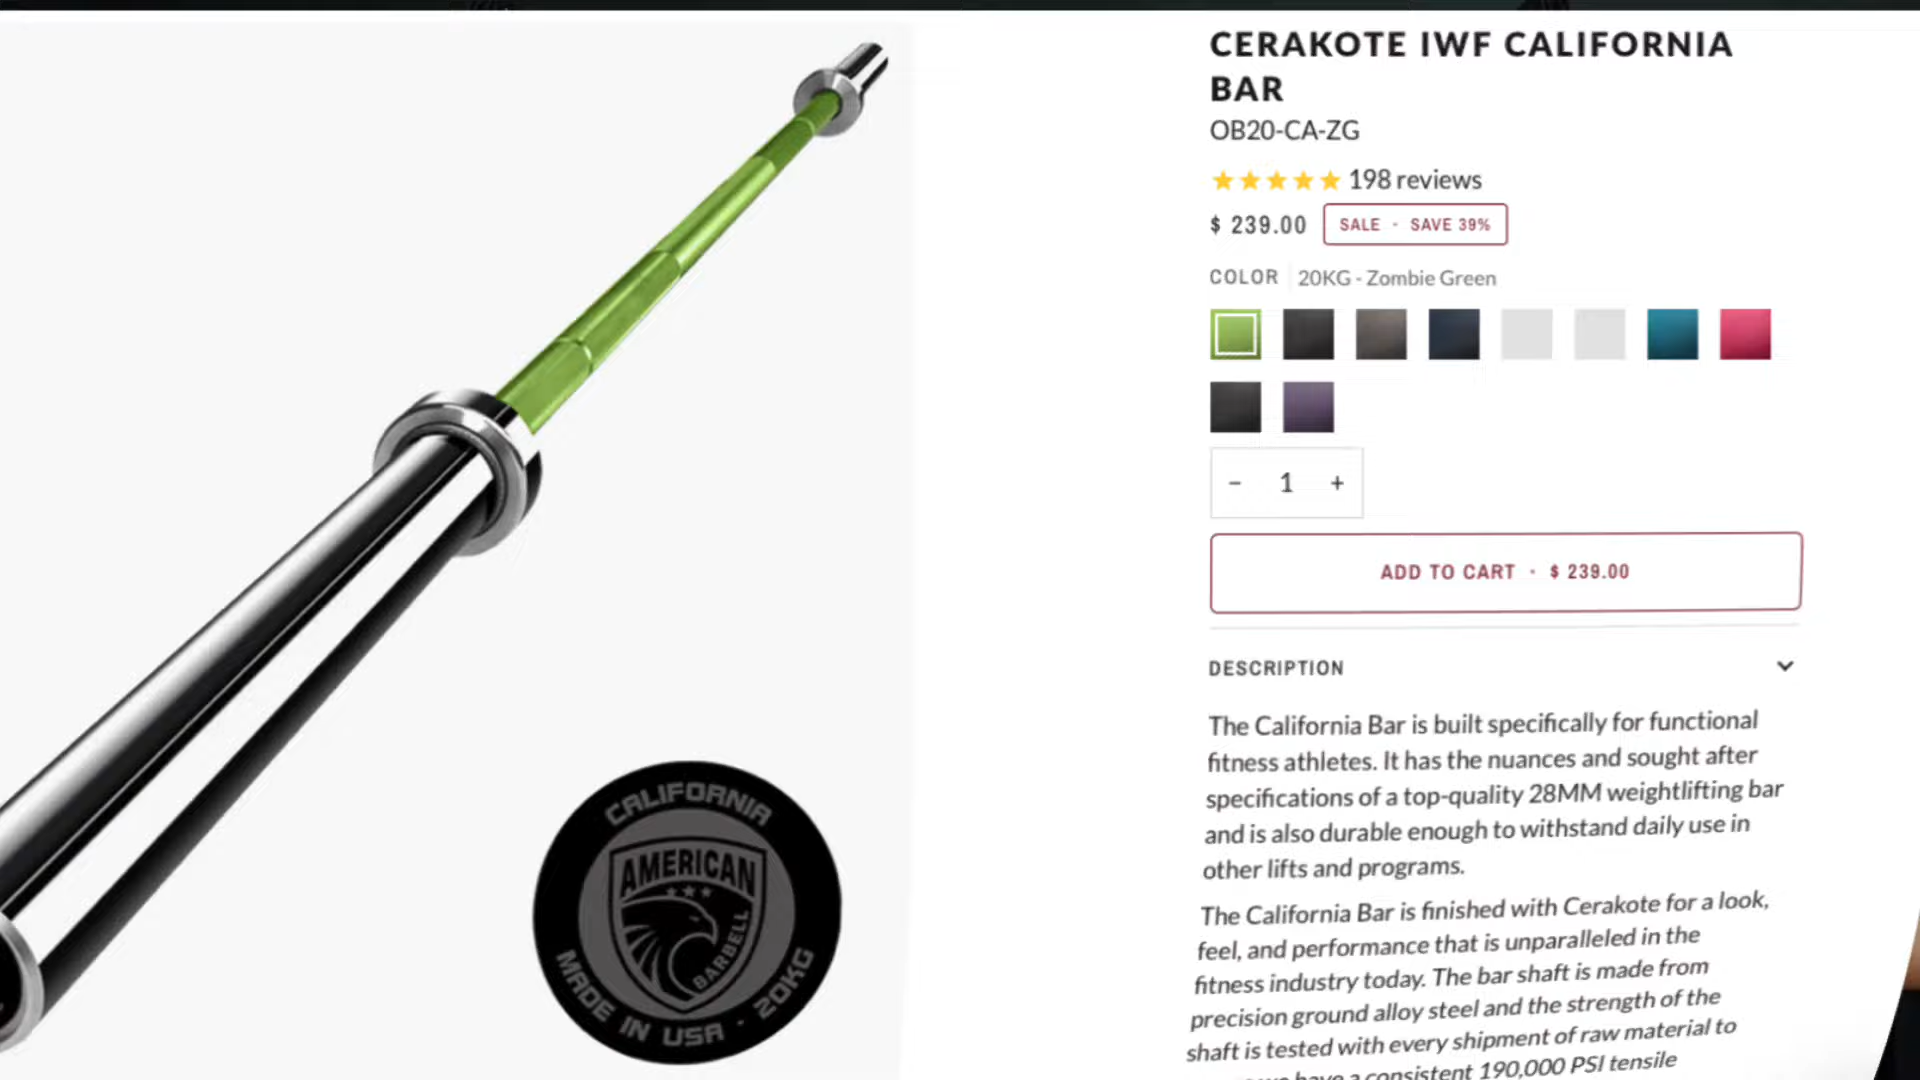 CERAKOTE IWF CALIFORNIA
BAR
OB20-CA-ZG
198 reviews
$ 239.00
SALE · SAVE 39%
COLOR
20KG - Zombie Green
− 1 +
ADD TO CART · $ 239.00
DESCRIPTION
The California Bar is built specifically for functional
fitness athletes. It has the nuances and sought after
specifications of a top-quality 28MM weightlifting bar
and is also durable enough to withstand daily use in
other lifts and programs.
The California Bar is finished with Cerakote for a look,
feel, and performance that is unparalleled in the
fitness industry today. The bar shaft is made from
precision ground alloy steel and the strength of the
shaft is tested with every shipment of raw material to
have a consistent 190,000 PSI tensile
CALIFORNIA
AMERICAN
BARBELL
MADE IN USA · 20KG